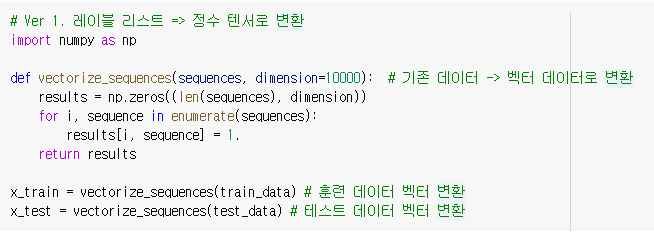 # Ver 1. 레이블 리스트 => 정수 텐서로 변환
import numpy as np
def vectorize_sequences(sequences, dimension=10000):  # 기존 데이터 -> 벡터 데이터로 변환
    results = np.zeros((len(sequences), dimension))
    for i, sequence in enumerate(sequences):
        results[i, sequence] = 1.
    return results
x_train = vectorize_sequences(train_data) # 훈련 데이터 벡터 변환
x_test = vectorize_sequences(test_data) # 테스트 데이터 벡터 변환